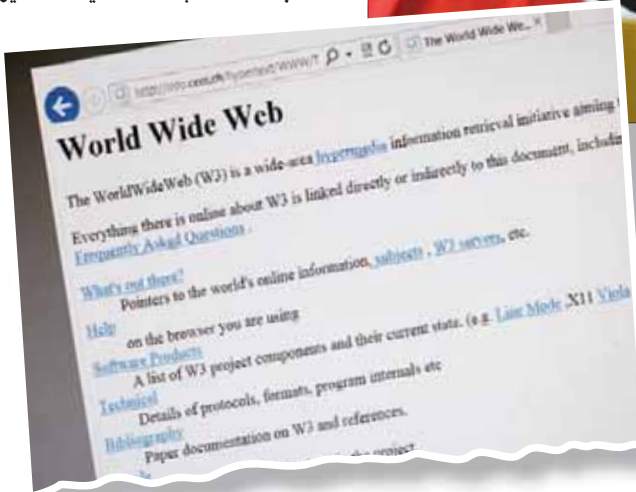 http://info.cern.ch/hypertext/WWW/T
The World Wide We...
World Wide Web
The WorldWideWeb (W3) is a wide-area hypermedia information retrieval initiative aiming
Everything there is online about W3 is linked directly or indirectly to this document, includin
Frequently Asked Questions .
What's out there?
Pointers to the world's online information, subjects , W3 servers, etc.
Help
on the browser you are using
Software Products
A list of W3 project components and their current state. (e.g. Line Mode ,X11 Viola
Technical
Details of protocols, formats, program internals etc
Bibliography
Paper documentation on W3 and references.
the project